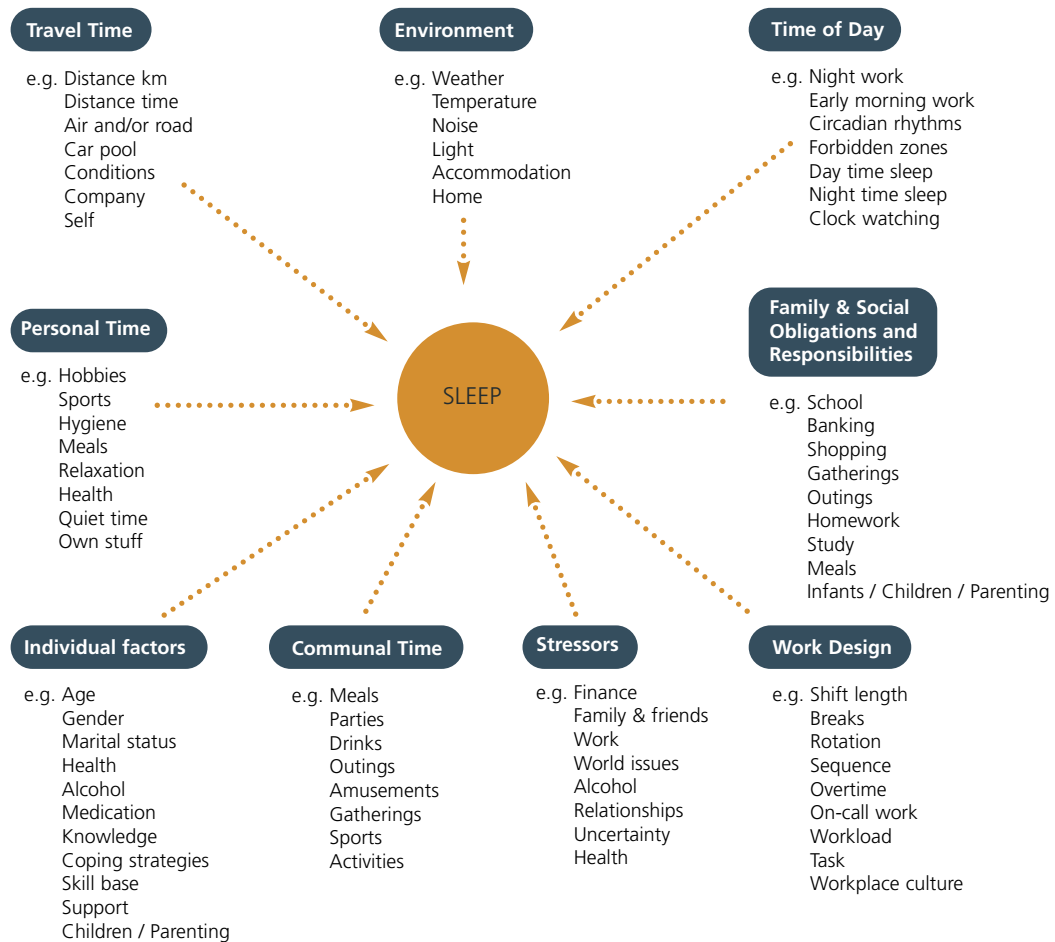 Travel Time
e.g. Distance km
Distance time
Air and/or road
Car pool
Conditions
Company
Self
Environment
e.g. Weather
Temperature
Noise
Light
Accommodation
Home
Time of Day
e.g. Night work
Early morning work
Circadian rhythms
Forbidden zones
Day time sleep
Night time sleep
Clock watching
Personal Time
e.g. Hobbies
Sports
Hygiene
Meals
Relaxation
Health
Quiet time
Own stuff
SLEEP
Family & Social
Obligations and
Responsibilities
e.g. School
Banking
Shopping
Gatherings
Outings
Homework
Study
Meals
Infants / Children / Parenting
Individual factors
e.g. Age
Gender
Marital status
Health
Alcohol
Medication
Knowledge
Coping strategies
Skill base
Support
Children / Parenting
Communal Time
e.g. Meals
Parties
Drinks
Outings
Amusements
Gatherings
Sports
Activities
Stressors
e.g. Finance
Family & friends
Work
World issues
Alcohol
Relationships
Uncertainty
Health
Work Design
e.g. Shift length
Breaks
Rotation
Sequence
Overtime
On-call work
Workload
Task
Workplace culture